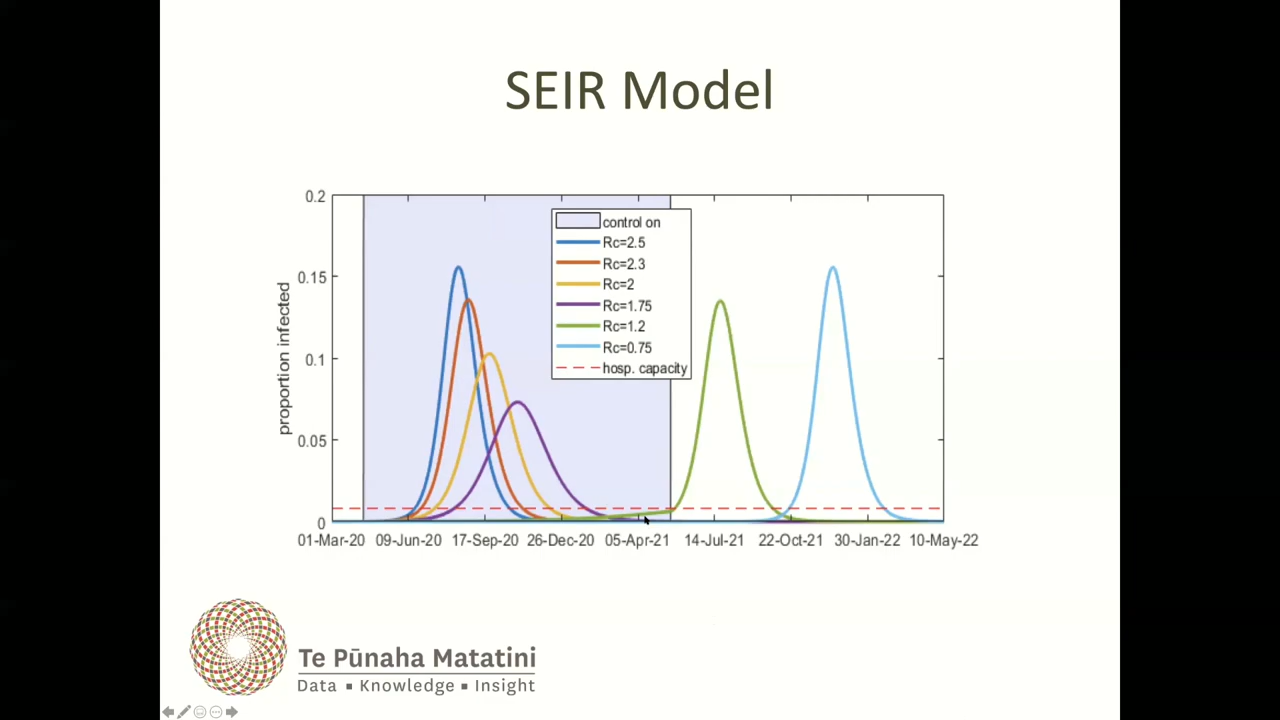 SEIR Model
0.2
0.15
0.1
0.05
0
proportion infected
control on
Rc=2.5
Rc=2.3
Rc=2
Rc=1.75
Rc=1.2
Rc=0.75
hosp. capacity
01-Mar-20 09-Jun-20 17-Sep-20 26-Dec-20 05-Apr-21 14-Jul-21 22-Oct-21 30-Jan-22 10-May-22
Te Pūnaha Matatini
Data ▪ Knowledge ▪ Insight